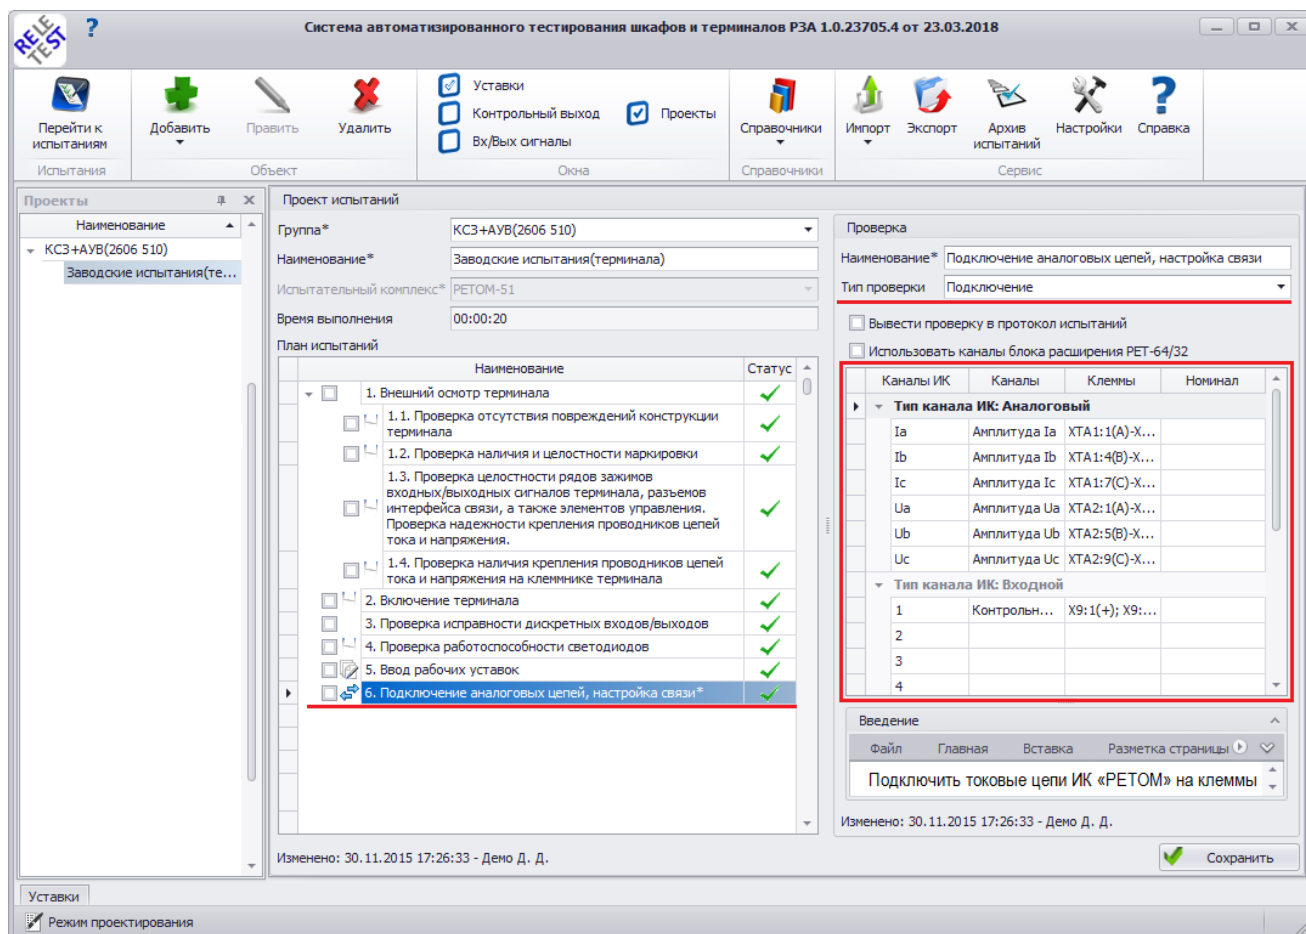 RELE TEST
?
Система автоматизированного тестирования шкафов и терминалов РЗА 1.0.23705.4 от 23.03.2018
Перейти к испытаниям
Испытания
Добавить
Править
Удалить
Объект
Уставки
Контрольный выход
Вх/Вых сигналы
Проекты
Окна
Справочники
Справочники
Импорт
Экспорт
Архив испытаний
Настройки
Справка
Сервис
Проекты
Наименование
КСЗ+АУВ(2606 510)
Заводские испытания(те...
Проект испытаний
Группа* КСЗ+АУВ(2606 510)
Наименование* Заводские испытания(терминала)
Испытательный комплекс* РЕТОМ-51
Время выполнения 00:00:20
План испытаний
Наименование Статус
1. Внешний осмотр терминала
1.1. Проверка отсутствия повреждений конструкции
терминала
1.2. Проверка наличия и целостности маркировки
1.3. Проверка целостности рядов зажимов
входных/выходных сигналов терминала, разъемов
интерфейса связи, а также элементов управления.
Проверка надежности крепления проводников цепей
тока и напряжения.
1.4. Проверка наличия крепления проводников цепей
тока и напряжения на клеммнике терминала
2. Включение терминала
3. Проверка исправности дискретных входов/выходов
4. Проверка работоспособности светодиодов
5. Ввод рабочих уставок
6. Подключение аналоговых цепей, настройка связи*
Изменено: 30.11.2015 17:26:33 - Демо Д. Д.
Проверка
Наименование* Подключение аналоговых цепей, настройка связи
Тип проверки Подключение
Вывести проверку в протокол испытаний
Использовать каналы блока расширения РЕТ-64/32
Каналы ИК Каналы Клеммы Номинал
Тип канала ИК: Аналоговый
Ia Амплитуда Ia XTA1:1(A)-X...
Ib Амплитуда Ib XTA1:4(B)-X...
Ic Амплитуда Ic XTA1:7(C)-X...
Ua Амплитуда Ua XTA2:1(A)-X...
Ub Амплитуда Ub XTA2:5(B)-X...
Uc Амплитуда Uc XTA2:9(C)-X...
Тип канала ИК: Входной
1 Контрольн... X9:1(+); X9:...
2
3
4
Введение
Файл Главная Вставка Разметка страницы
Подключить токовые цепи ИК «РЕТОМ» на клеммы
Изменено: 30.11.2015 17:26:33 - Демо Д. Д.
Сохранить
Уставки
Режим проектирования